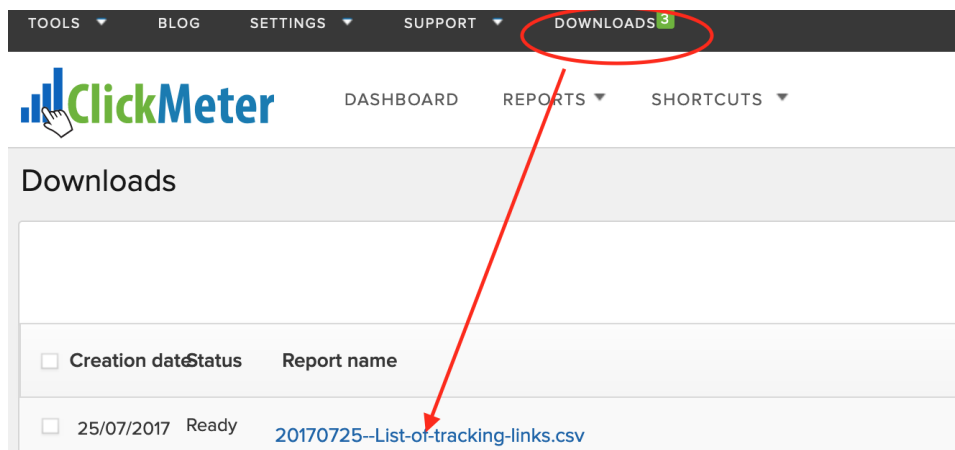 TOOLS BLOG SETTINGS SUPPORT DOWNLOADS 3
ClickMeter DASHBOARD REPORTS SHORTCUTS
Downloads
Creation date Status Report name
25/07/2017 Ready 20170725--List-of-tracking-links.csv